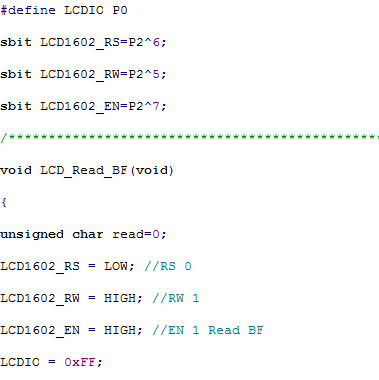 #define LCDIO P0
sbit LCD1602_RS=P2^6;
sbit LCD1602_RW=P2^5;
sbit LCD1602_EN=P2^7;
/***********************************************
void LCD_Read_BF(void)
{
unsigned char read=0;
LCD1602_RS = LOW; //RS 0
LCD1602_RW = HIGH; //RW 1
LCD1602_EN = HIGH; //EN 1 Read BF
LCDIO = 0xFF;